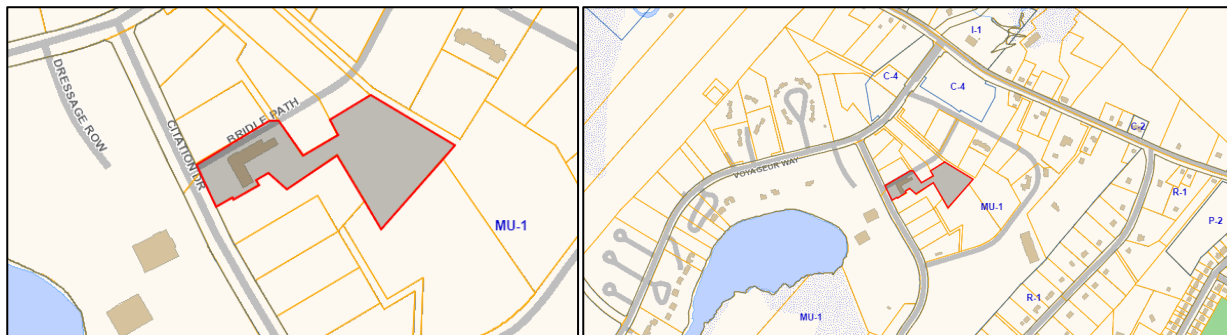 DRESSAGE ROW
CITATION DR
BRIDLE PATH
MU-1
I-1
C-4
C-4
C-2
VOYAGEUR WAY
R-1
MU-1
P-2
R-1
MU-1